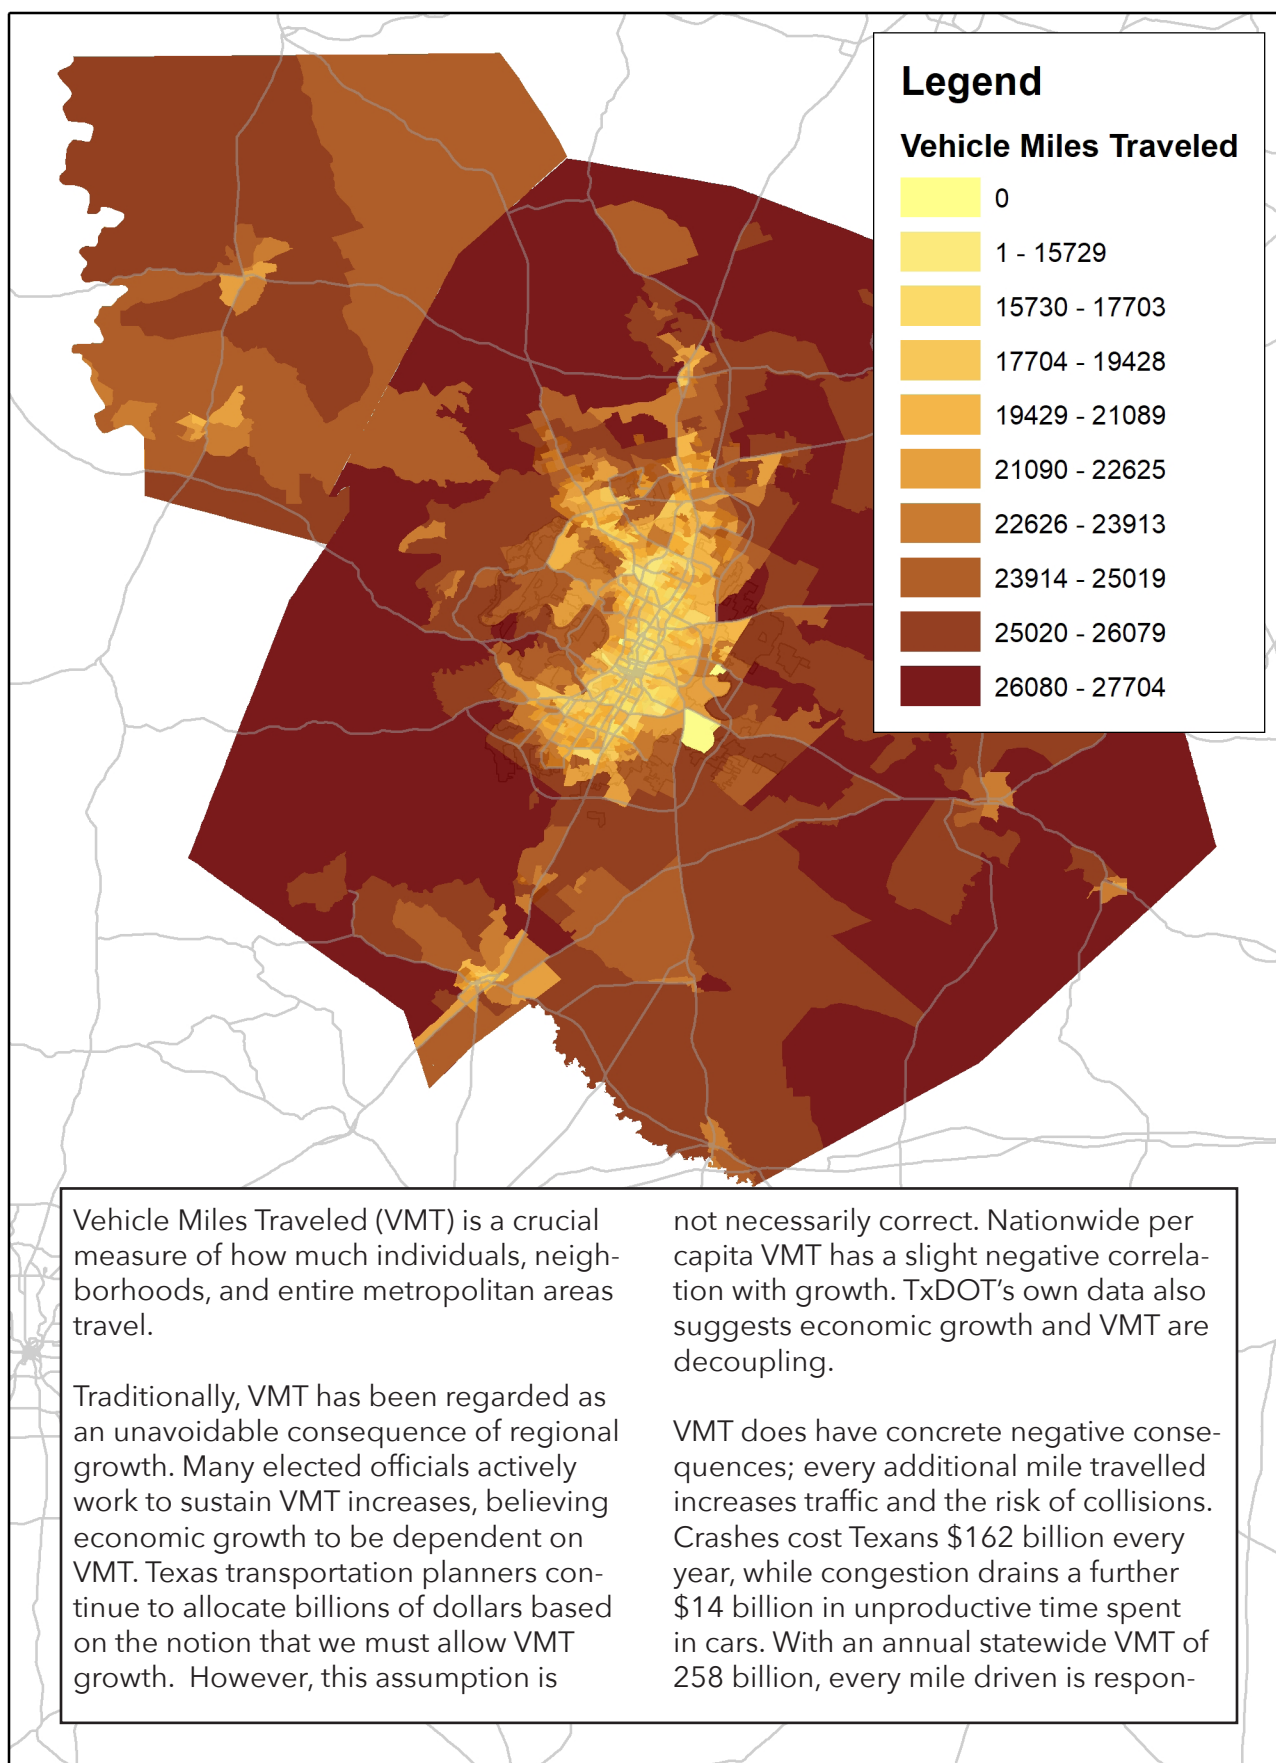 Legend
Vehicle Miles Traveled
0
1 - 15729
15730 - 17703
17704 - 19428
19429 - 21089
21090 - 22625
22626 - 23913
23914 - 25019
25020 - 26079
26080 - 27704
Vehicle Miles Traveled (VMT) is a crucial
measure of how much individuals, neigh-
borhoods, and entire metropolitan areas
travel.
Traditionally, VMT has been regarded as
an unavoidable consequence of regional
growth. Many elected officials actively
work to sustain VMT increases, believing
economic growth to be dependent on
VMT. Texas transportation planners con-
tinue to allocate billions of dollars based
on the notion that we must allow VMT
growth.  However, this assumption is
not necessarily correct. Nationwide per
capita VMT has a slight negative correla-
tion with growth. TxDOT’s own data also
suggests economic growth and VMT are
decoupling.
VMT does have concrete negative conse-
quences; every additional mile travelled
increases traffic and the risk of collisions.
Crashes cost Texans $162 billion every
year, while congestion drains a further
$14 billion in unproductive time spent
in cars. With an annual statewide VMT of
258 billion, every mile driven is respon-